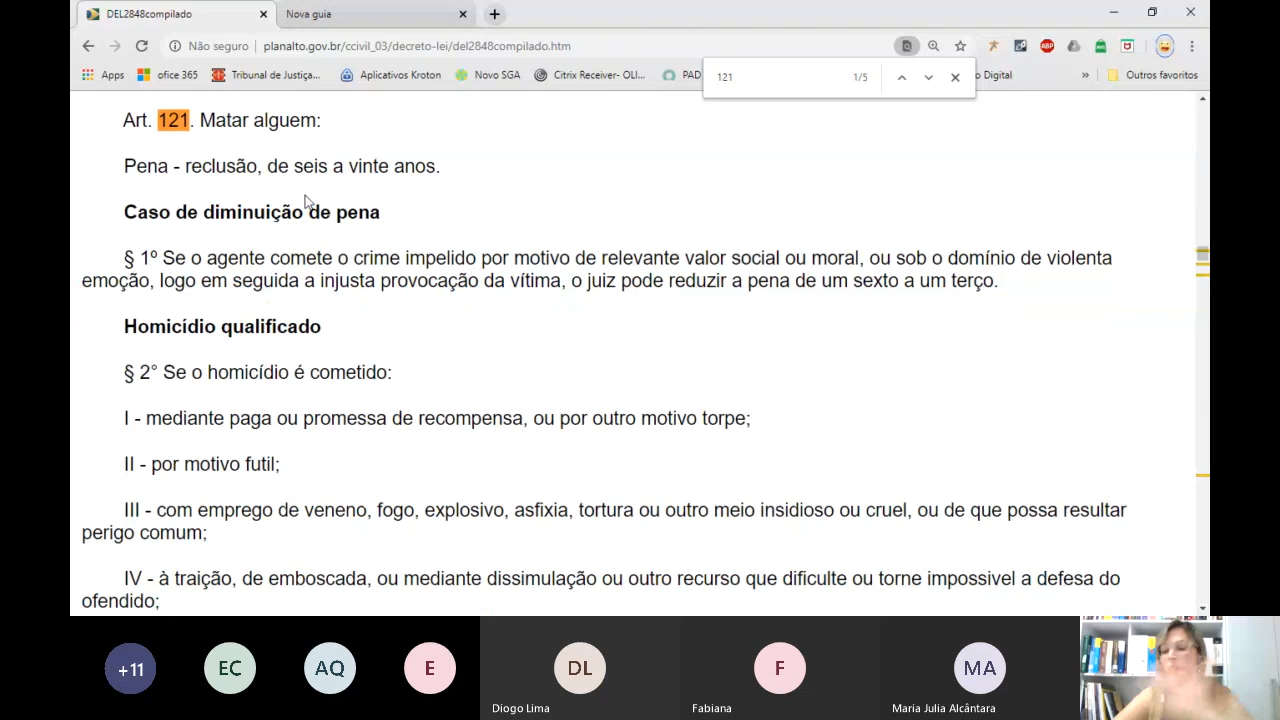 DEL2848compilado
Nova guia
Não seguro | planalto.gov.br/ccivil_03/decreto-lei/del2848compilado.htm
ABP
Apps
ofice 365
Tribunal de Justiça...
Aplicativos Kroton
Novo SGA
Citrix Receiver- OLI...
PAD
o Digital
»
Outros favoritos
121
1/5
Art. 121. Matar alguem:
Pena - reclusão, de seis a vinte anos.
Caso de diminuição de pena
§ 1º Se o agente comete o crime impelido por motivo de relevante valor social ou moral, ou sob o domínio de violenta
emoção, logo em seguida a injusta provocação da vítima, o juiz pode reduzir a pena de um sexto a um terço.
Homicídio qualificado
§ 2° Se o homicídio é cometido:
I - mediante paga ou promessa de recompensa, ou por outro motivo torpe;
II - por motivo futil;
III - com emprego de veneno, fogo, explosivo, asfixia, tortura ou outro meio insidioso ou cruel, ou de que possa resultar
perigo comum;
IV - à traição, de emboscada, ou mediante dissimulação ou outro recurso que dificulte ou torne impossivel a defesa do
ofendido;
+11
EC
AQ
E
DL
F
MA
Diogo Lima
Fabiana
Maria Julia Alcântara